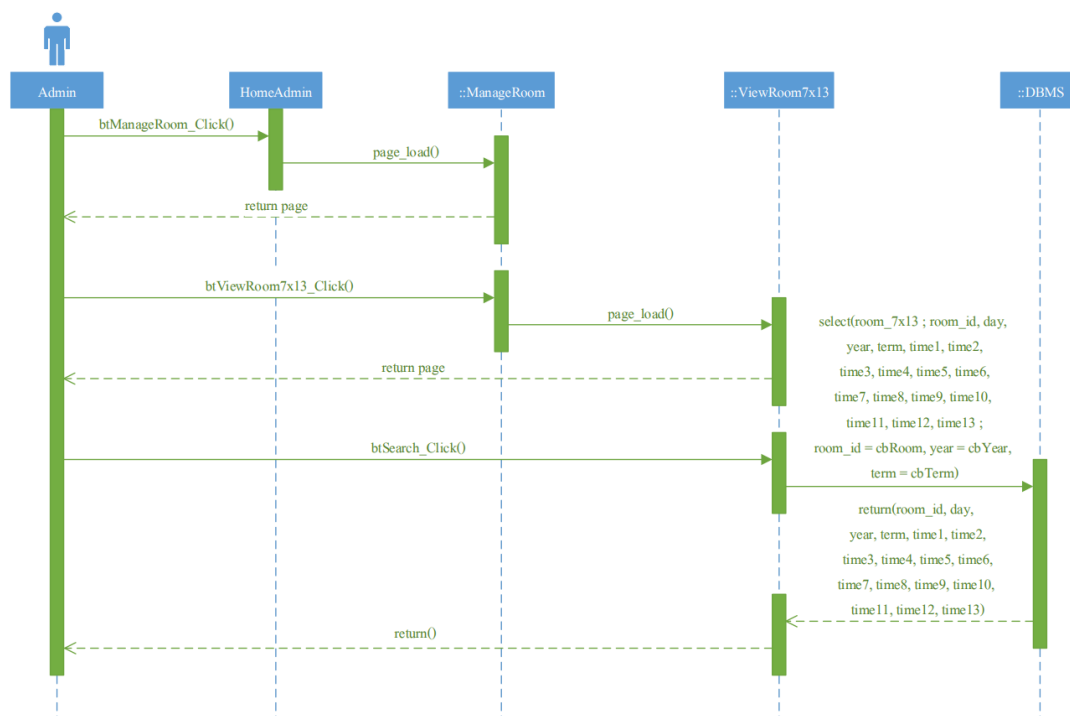 Admin
HomeAdmin
::ManageRoom
::ViewRoom7x13
::DBMS
btManageRoom_Click()
page_load()
return page
btViewRoom7x13_Click()
page_load()
select(room_7x13 ; room_id, day,
year, term, time1, time2,
time3, time4, time5, time6,
time7, time8, time9, time10,
time11, time12, time13 ;
room_id = cbRoom, year = cbYear,
term = cbTerm)
return page
btSearch_Click()
return(room_id, day,
year, term, time1, time2,
time3, time4, time5, time6,
time7, time8, time9, time10,
time11, time12, time13)
return()